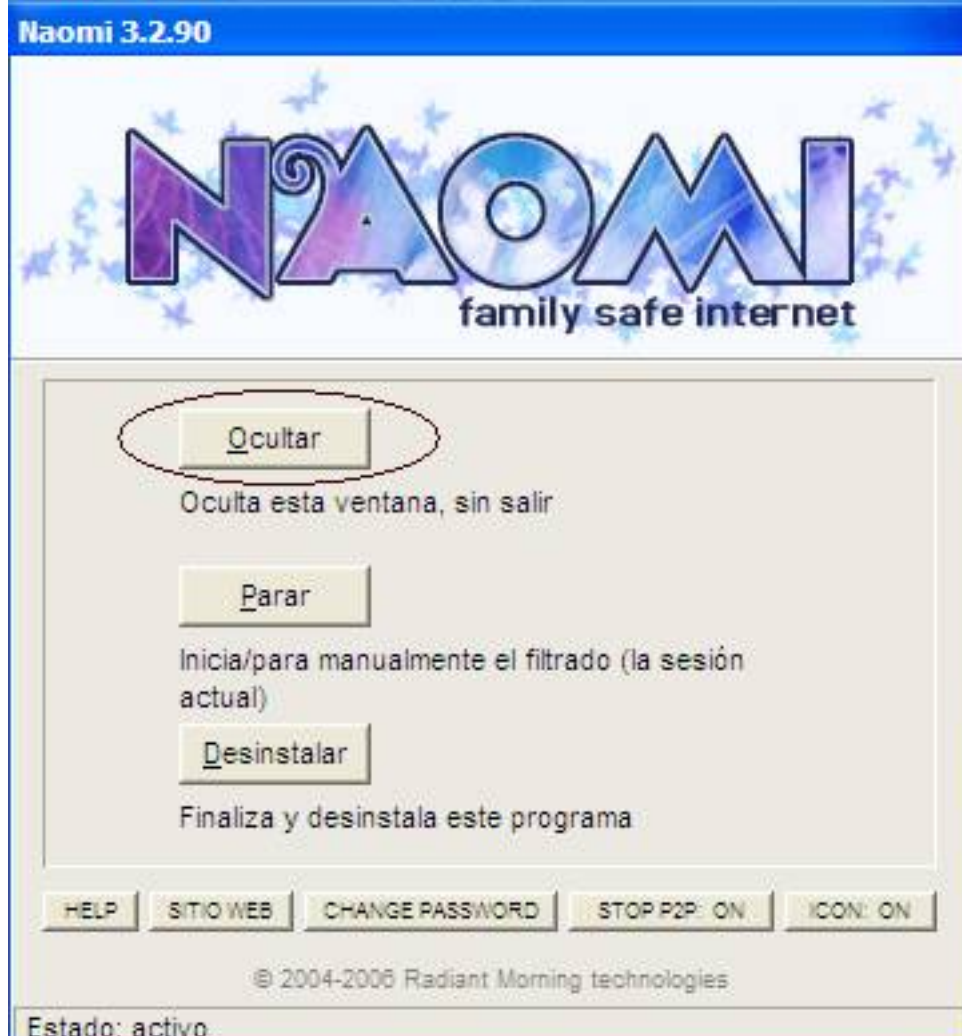 Naomi 3.2.90
NAOMI
family safe internet
Ocultar
Oculta esta ventana, sin salir
Parar
Inicia/para manualmente el filtrado (la sesión
actual)
Desinstalar
Finaliza y desinstala este programa
HELP SITIO WEB CHANGE PASSWORD STOP P2P: ON ICON: ON
© 2004-2006 Radiant Morning technologies
Estado: activo.